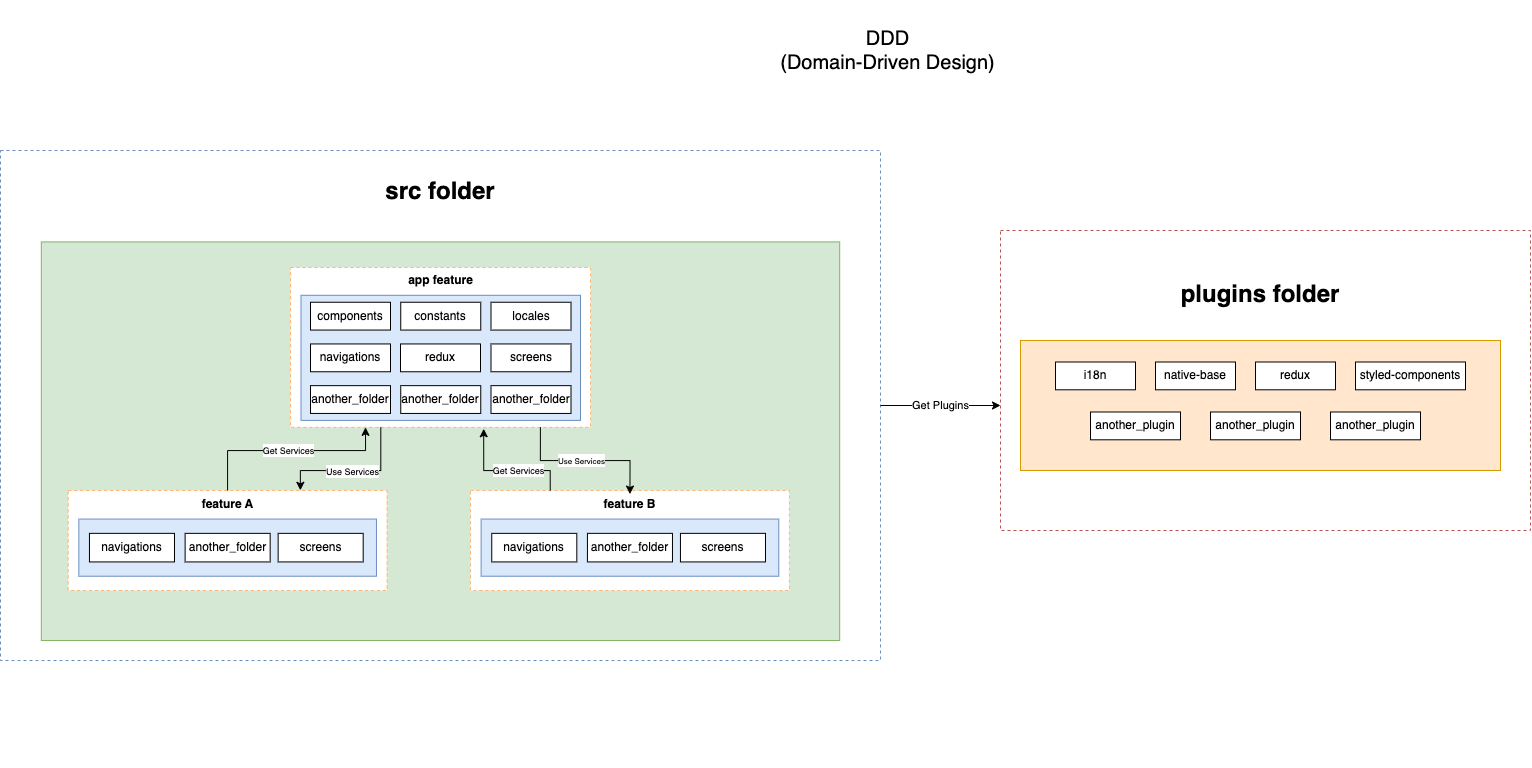 DDD
(Domain-Driven Design)
src folder
app feature
components
constants
locales
navigations
redux
screens
another_folder
another_folder
another_folder
Get Services
Use Services
Get Services
Use Services
feature A
navigations
another_folder
screens
feature B
navigations
another_folder
screens
Get Plugins
plugins folder
i18n
native-base
redux
styled-components
another_plugin
another_plugin
another_plugin